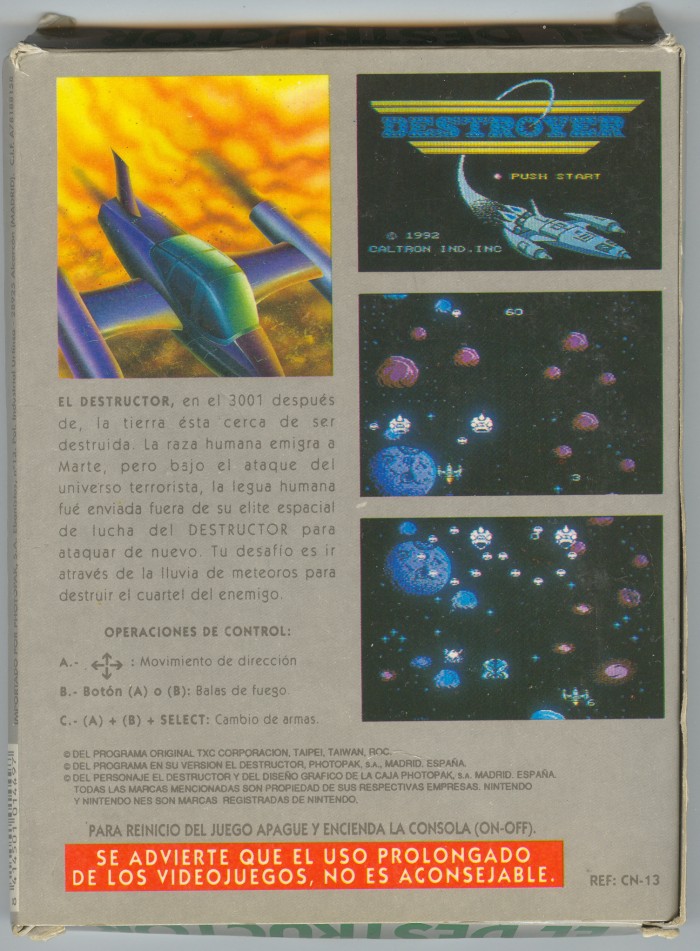 EL DESTRUCTOR
DESTROYER
PUSH START
© 1992
CALTRON IND.INC
60
3
6
EL DESTRUCTOR, en el 3001 después
de, la tierra ésta cerca de ser
destruida. La raza humana emigra a
Marte, pero bajo el ataque del
universo terrorista, la legua humana
fué enviada fuera de su elite espacial
de lucha del DESTRUCTOR para
ataquar de nuevo. Tu desafío es ir
através de la lluvia de meteoros para
destruir el cuartel del enemigo.
OPERACIONES DE CONTROL:
A.- : Movimiento de dirección
B.- Botón (A) o (B): Balas de fuego.
C.- (A) + (B) + SELECT: Cambio de armas.
© DEL PROGRAMA ORIGINAL TXC CORPORACION, TAIPEI, TAIWAN, ROC.
© DEL PROGRAMA EN SU VERSION EL DESTRUCTOR, PHOTOPAK, s.a., MADRID. ESPAÑA.
© DEL PERSONAJE EL DESTRUCTOR Y DEL DISEÑO GRAFICO DE LA CAJA PHOTOPAK, s.a. MADRID. ESPAÑA.
TODAS LAS MARCAS MENCIONADAS SON PROPIEDAD DE SUS RESPECTIVAS EMPRESAS. NINTENDO
Y NINTENDO NES SON MARCAS REGISTRADAS DE NINTENDO.
PARA REINICIO DEL JUEGO APAGUE Y ENCIENDA LA CONSOLA (ON-OFF).
SE ADVIERTE QUE EL USO PROLONGADO
DE LOS VIDEOJUEGOS, NO ES ACONSEJABLE.
REF: CN-13
EL DESTRUCTOR